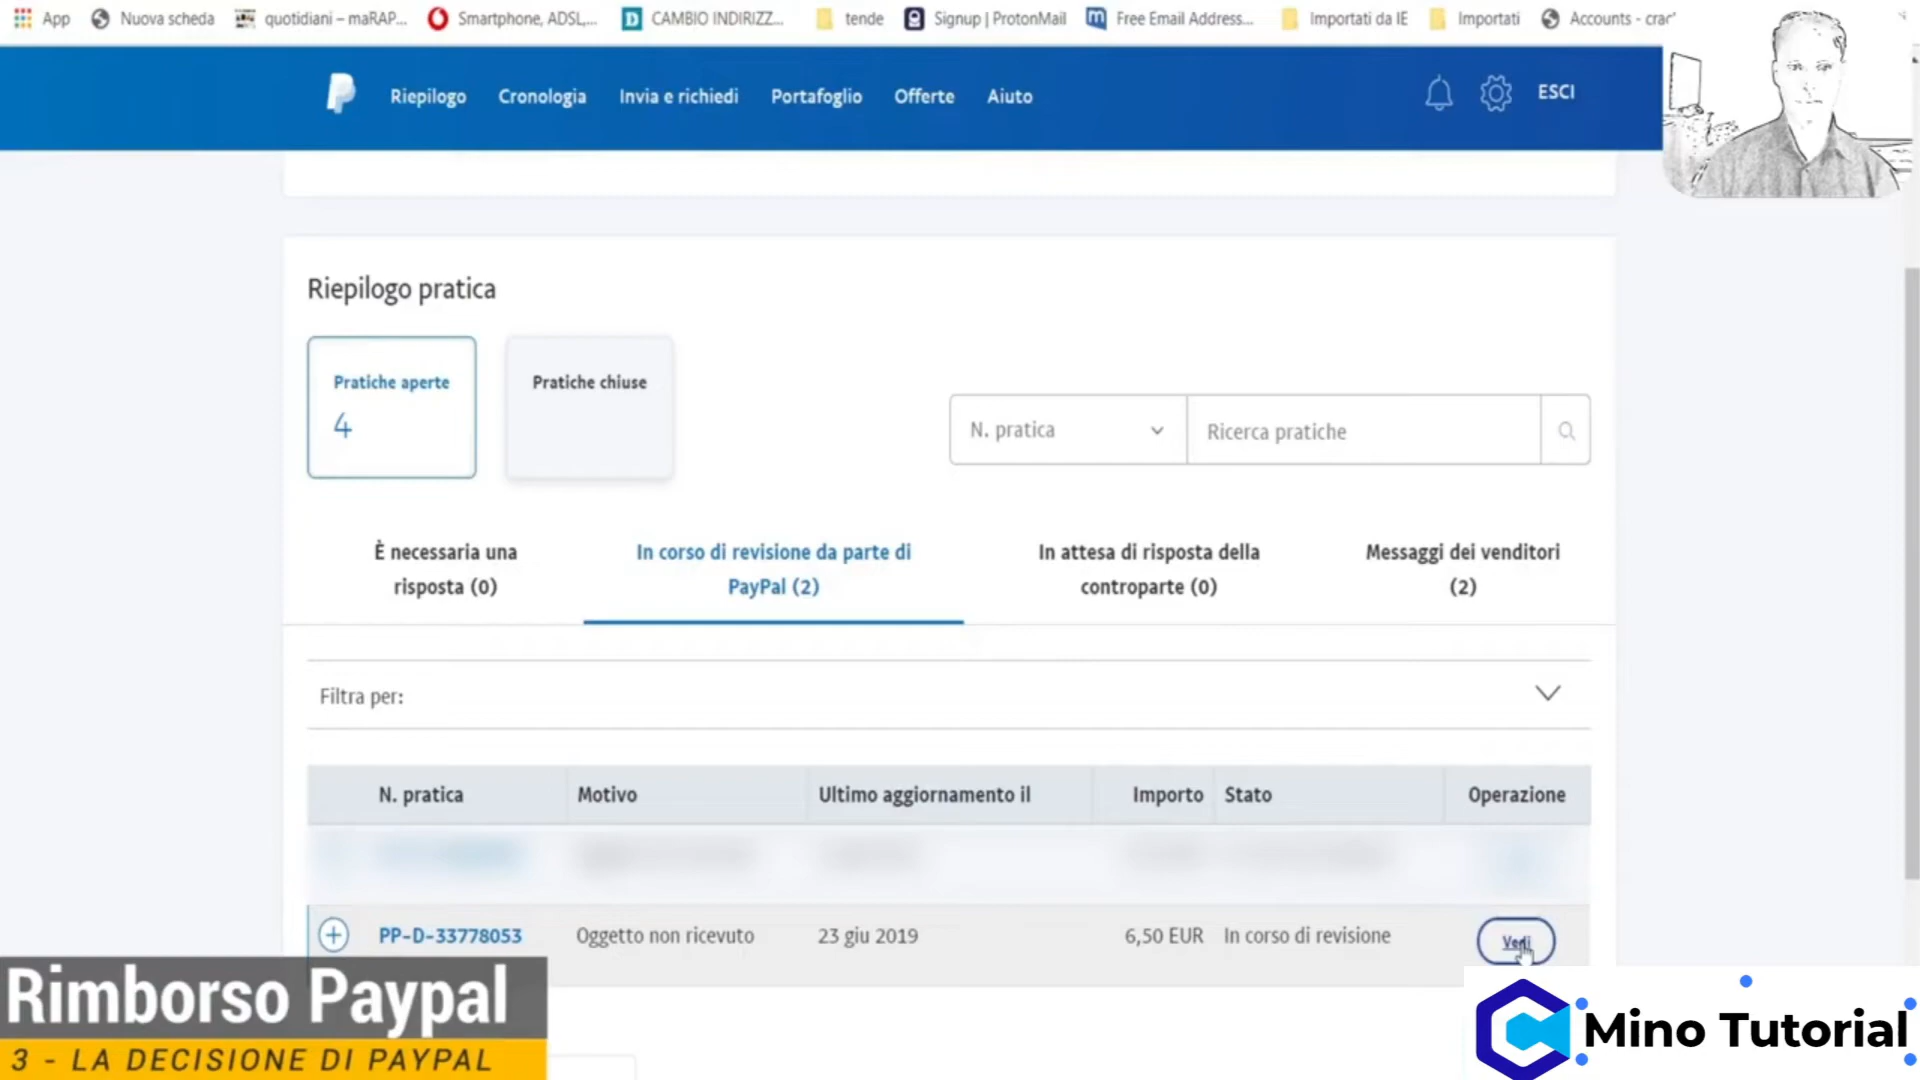 App
Nuova scheda
quotidiani – maRAP...
Smartphone, ADSL,...
CAMBIO INDIRIZZ...
tende
Signup | ProtonMail
Free Email Address...
Importati da IE
Importati
Accounts - crac
Riepilogo
Cronologia
Invia e richiedi
Portafoglio
Offerte
Aiuto
ESCI
Riepilogo pratica
Pratiche aperte
4
Pratiche chiuse
N. pratica
Ricerca pratiche
È necessaria una
risposta (0)
In corso di revisione da parte di
PayPal (2)
In attesa di risposta della
controparte (0)
Messaggi dei venditori
(2)
Filtra per:
N. pratica
Motivo
Ultimo aggiornamento il
Importo
Stato
Operazione
PP-D-33778053
Oggetto non ricevuto
23 giu 2019
6,50 EUR
In corso di revisione
Vedi
Rimborso Paypal
3 - LA DECISIONE DI PAYPAL
Mino Tutorial